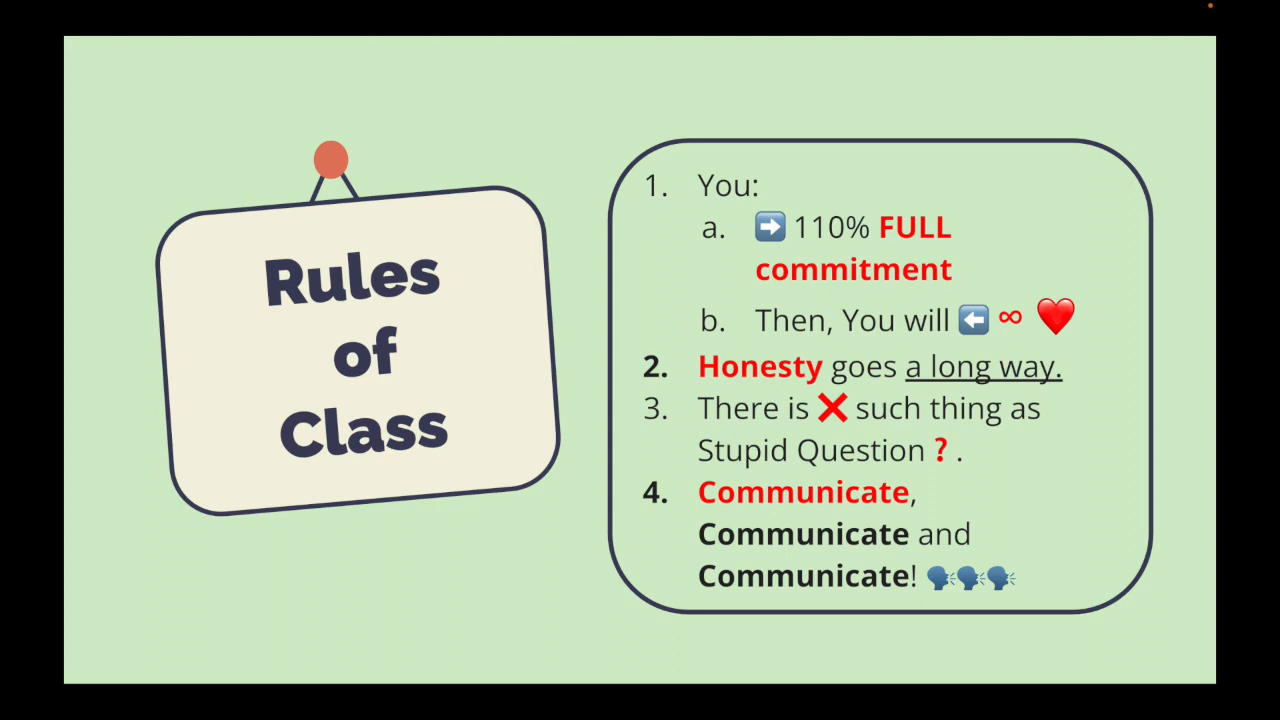 Rules
of
Class
1. You:
a. ➡️ 110% FULL
commitment
b. Then, You will ⬅️ ∞ ❤️
2. Honesty goes a long way.
3. There is ❌ such thing as
Stupid Question ? .
4. Communicate,
Communicate and
Communicate! 🗣️🗣️🗣️